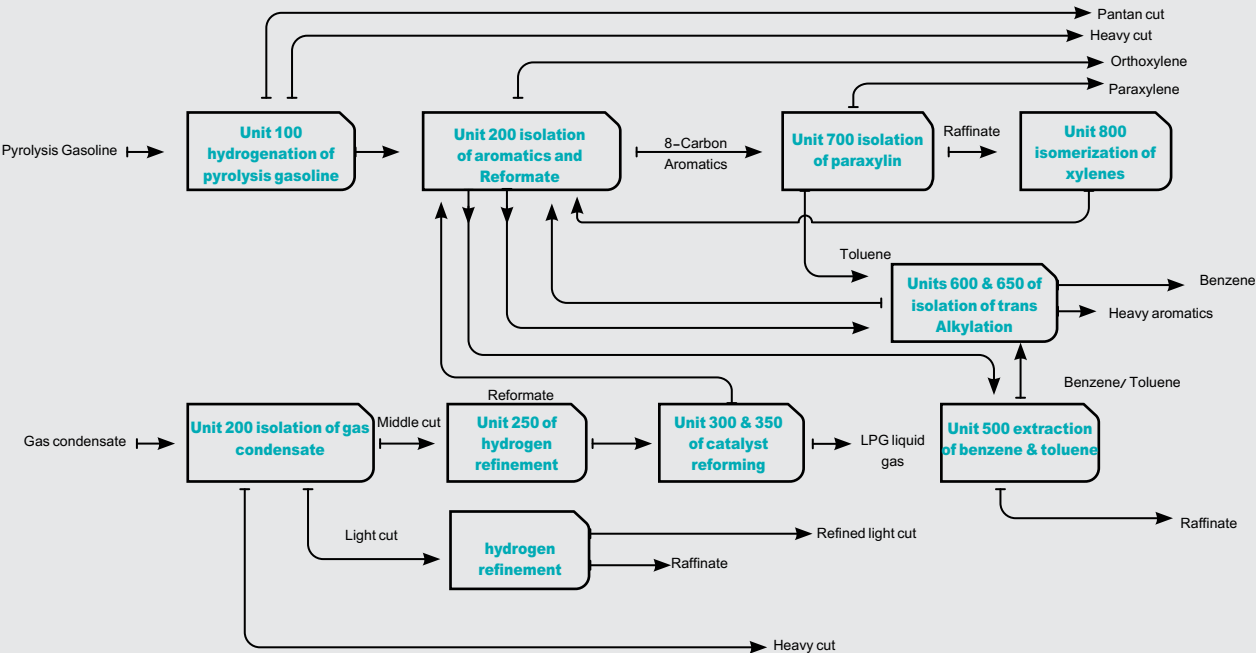 Pantan cut
Heavy cut
Orthoxylene
Paraxylene
Pyrolysis Gasoline
Unit 100
hydrogenation of
pyrolysis gasoline
Unit 200 isolation
of aromatics and
Reformate
8-Carbon
Aromatics
Unit 700 isolation
of paraxylin
Raffinate
Unit 800
isomerization of
xylenes
Toluene
Units 600 & 650 of
isolation of trans
Alkylation
Benzene
Heavy aromatics
Benzene/ Toluene
Gas condensate
Unit 200 isolation of gas
condensate
Middle cut
Reformate
Unit 250 of
hydrogen
refinement
Unit 300 & 350
of catalyst
reforming
LPG liquid
gas
Unit 500 extraction
of benzene & toluene
Raffinate
Light cut
hydrogen
refinement
Refined light cut
Raffinate
Heavy cut